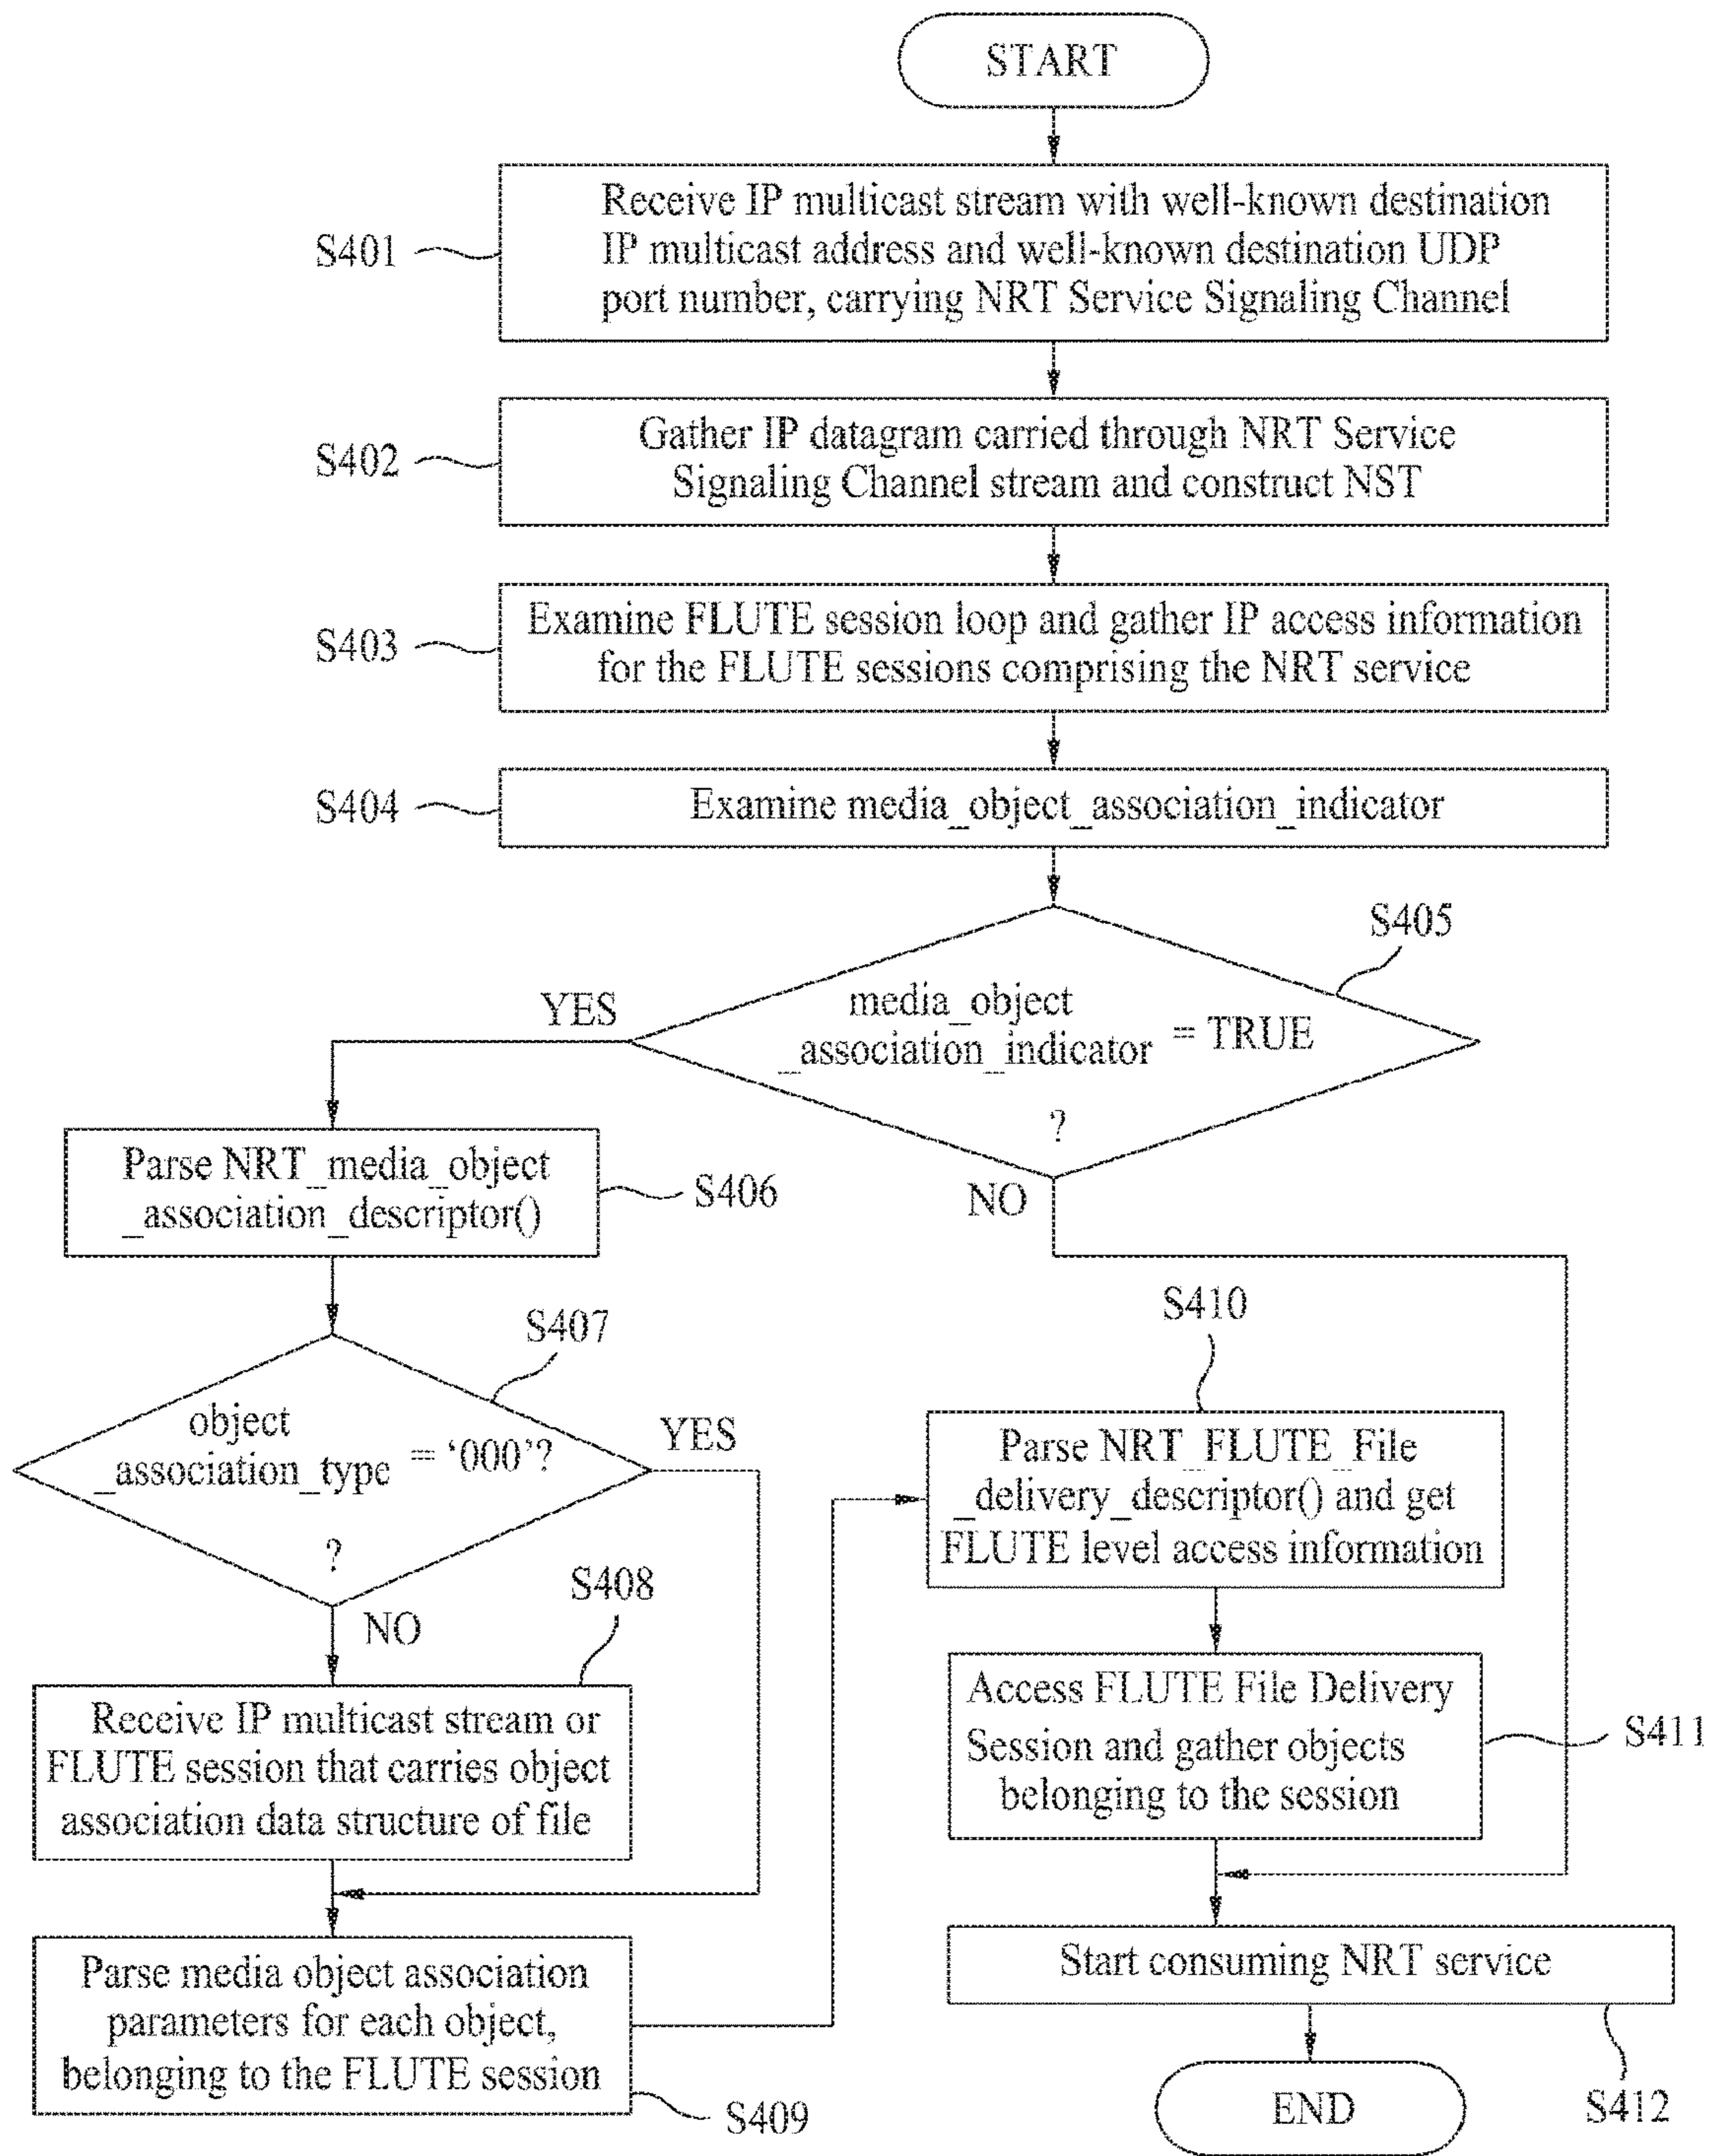 START
S401
Receive IP multicast stream with well-known destination
IP multicast address and well-known destination UDP
port number, carrying NRT Service Signaling Channel
S402
Gather IP datagram carried through NRT Service
Signaling Channel stream and construct NST
S403
Examine FLUTE session loop and gather IP access information
for the FLUTE sessions comprising the NRT service
S404
Examine media_object_association_indicator
S405
media_object
_association_indicator = TRUE
?
YES
NO
Parse NRT_media_object
_association_descriptor()
S406
S407
object
_association_type = ‘000’?
?
YES
NO
S408
Receive IP multicast stream or
FLUTE session that carries object
association data structure of file
Parse media object association
parameters for each object,
belonging to the FLUTE session
S409
S410
Parse NRT_FLUTE_File
_delivery_descriptor() and get
FLUTE level access information
Access FLUTE File Delivery
Session and gather objects
belonging to the session
S411
Start consuming NRT service
S412
END